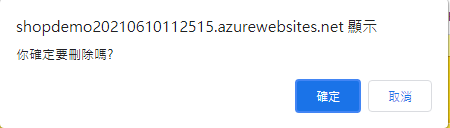 shopdemo20210610112515.azurewebsites.net 顯示
你確定要刪除嗎?
確定 取消